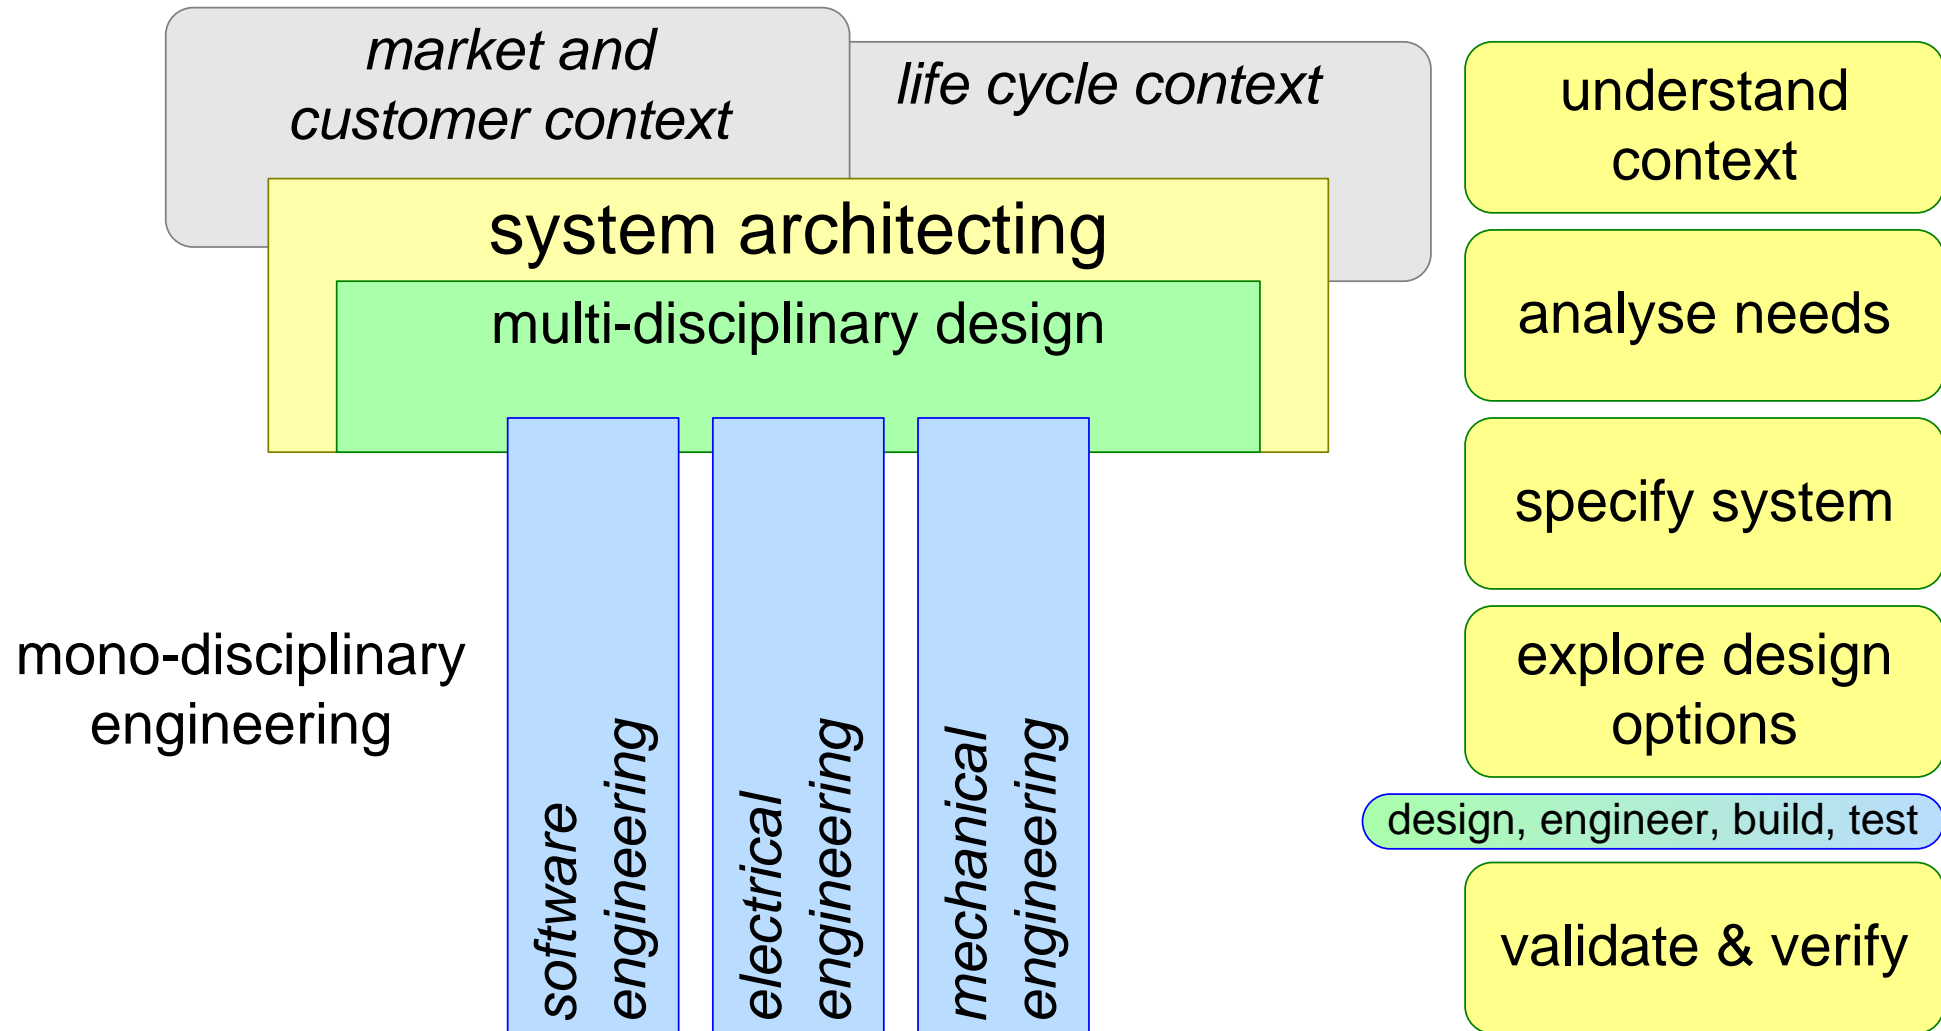 market and
customer context
life cycle context
system architecting
multi-disciplinary design
mono-disciplinary
engineering
software
engineering
electrical
engineering
mechanical
engineering
understand
context
analyse needs
specify system
explore design
options
design, engineer, build, test
validate & verify